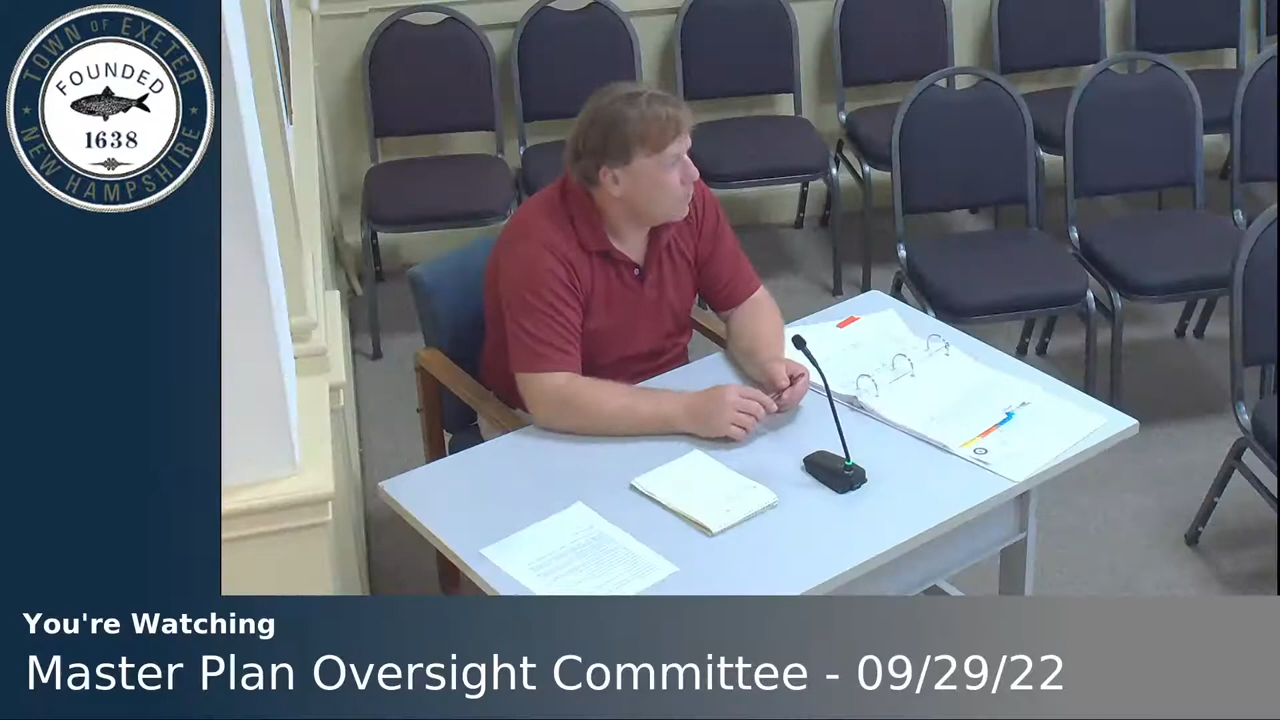 TOWN OF EXETER
FOUNDED
1638
NEW HAMPSHIRE
You're Watching
Master Plan Oversight Committee - 09/29/22